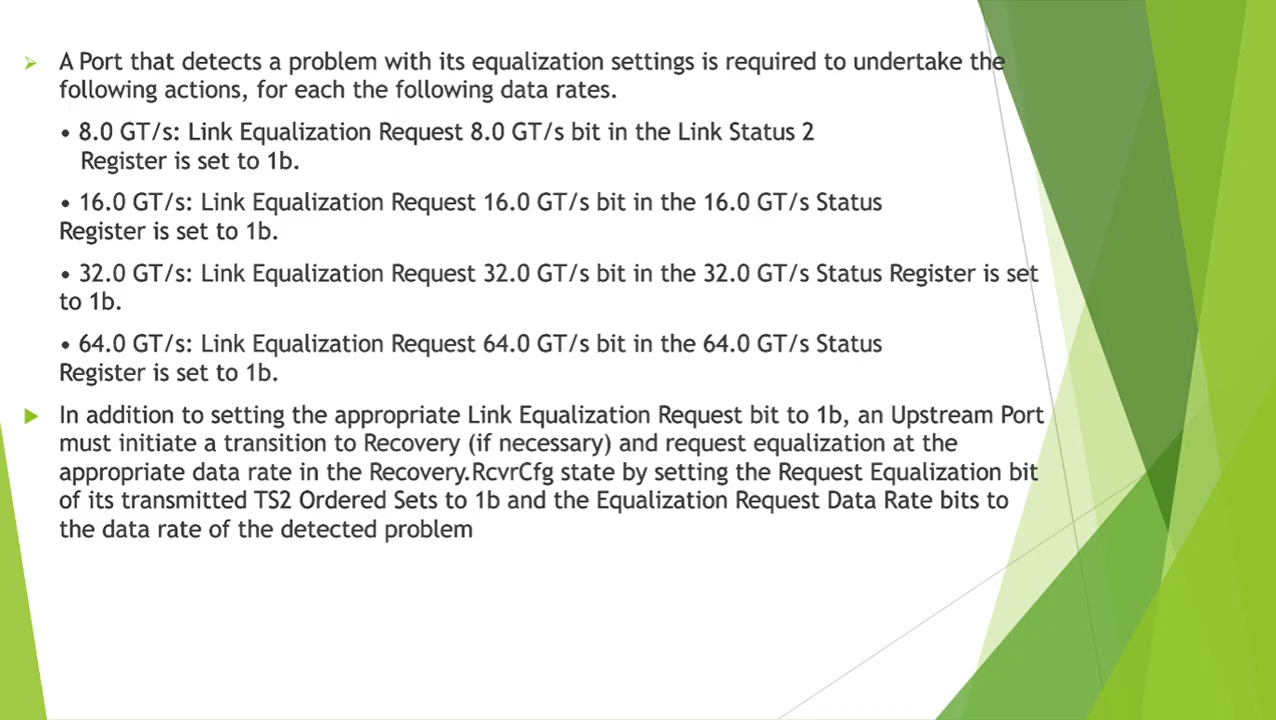 A Port that detects a problem with its equalization settings is required to undertake the
following actions, for each the following data rates.
• 8.0 GT/s: Link Equalization Request 8.0 GT/s bit in the Link Status 2
Register is set to 1b.
• 16.0 GT/s: Link Equalization Request 16.0 GT/s bit in the 16.0 GT/s Status
Register is set to 1b.
• 32.0 GT/s: Link Equalization Request 32.0 GT/s bit in the 32.0 GT/s Status Register is set
to 1b.
• 64.0 GT/s: Link Equalization Request 64.0 GT/s bit in the 64.0 GT/s Status
Register is set to 1b.
In addition to setting the appropriate Link Equalization Request bit to 1b, an Upstream Port
must initiate a transition to Recovery (if necessary) and request equalization at the
appropriate data rate in the Recovery.RcvrCfg state by setting the Request Equalization bit
of its transmitted TS2 Ordered Sets to 1b and the Equalization Request Data Rate bits to
the data rate of the detected problem